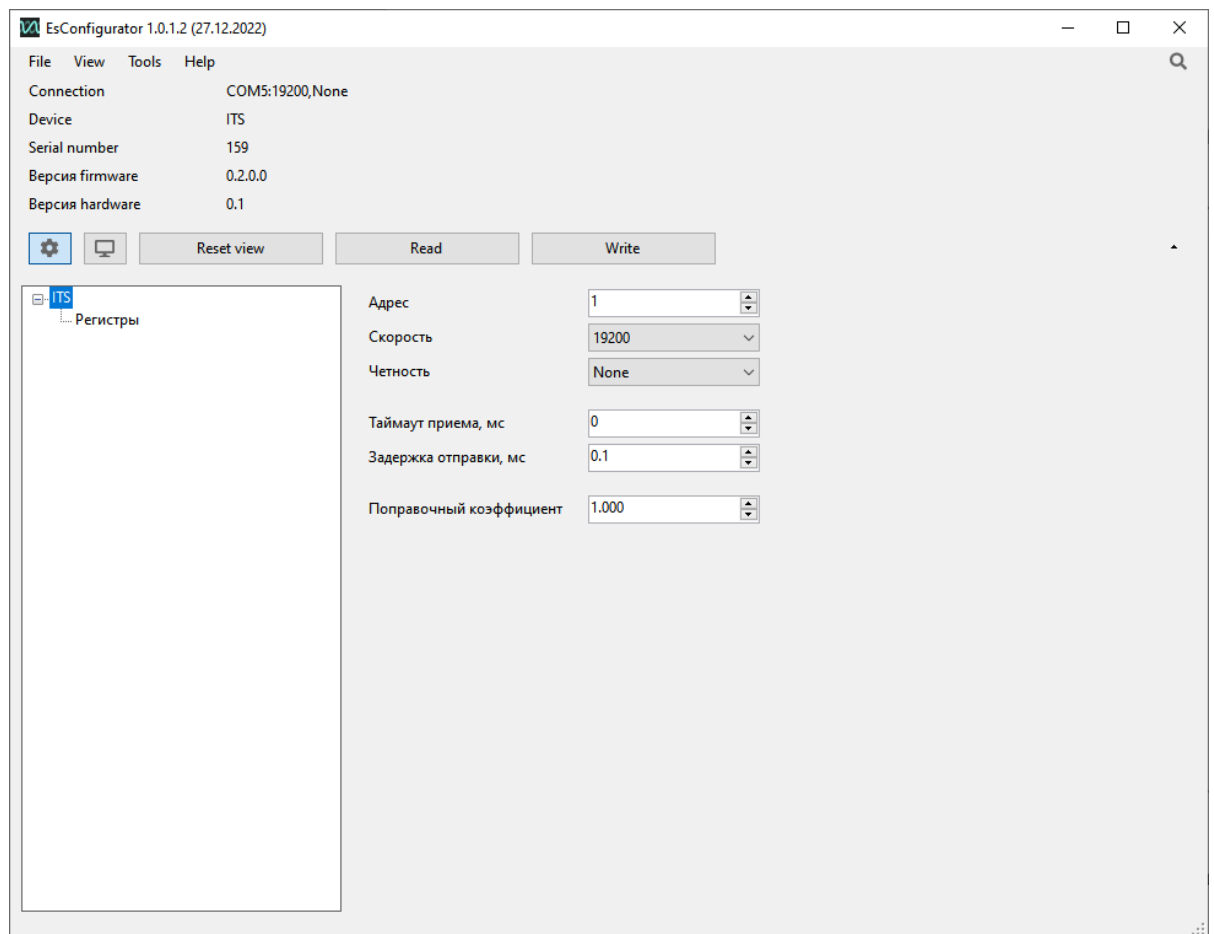 EsConfigurator 1.0.1.2 (27.12.2022)
File View Tools Help
Connection COM5:19200,None
Device ITS
Serial number 159
Версия firmware 0.2.0.0
Версия hardware 0.1
Reset view Read Write
ITS
Регистры
Адрес 1
Скорость 19200
Четность None
Таймаут приема, мс 0
Задержка отправки, мс 0.1
Поправочный коэффициент 1.000